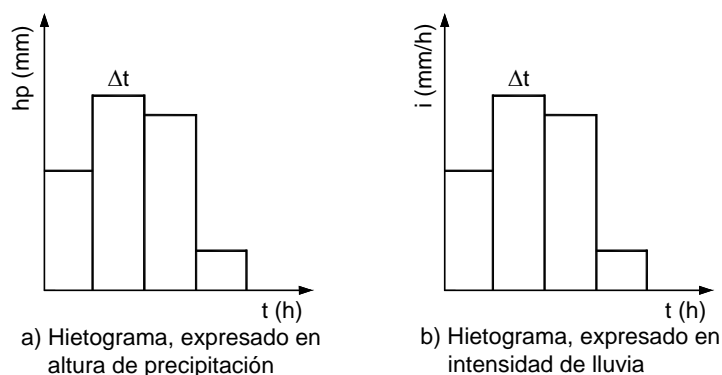 hp (mm)
Δt
t (h)
a) Hietograma, expresado en
altura de precipitación
i (mm/h)
Δt
t (h)
b) Hietograma, expresado en
intensidad de lluvia